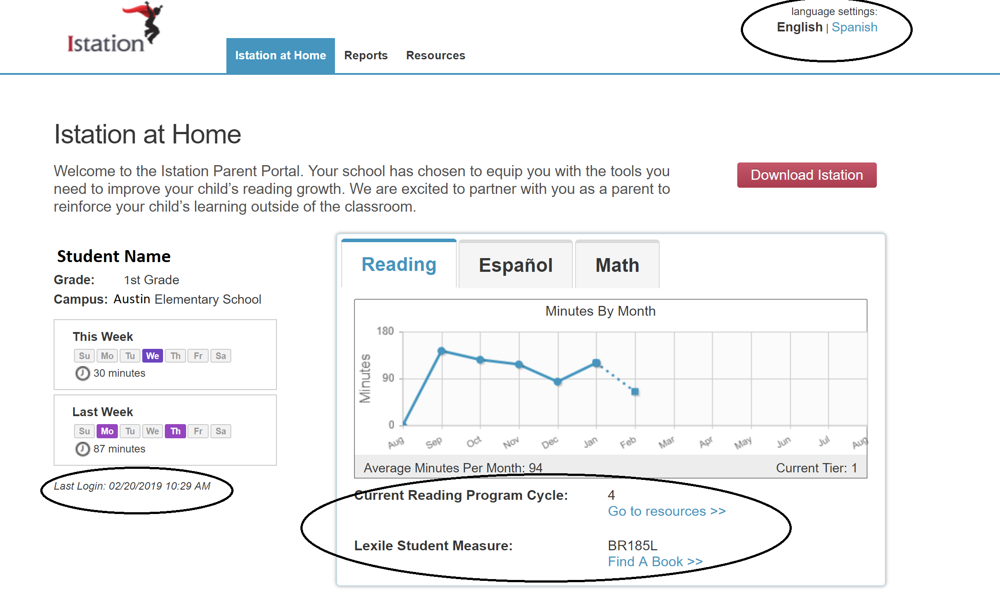 Istation
language settings:
English | Spanish
Istation at Home
Reports
Resources
Istation at Home
Welcome to the Istation Parent Portal. Your school has chosen to equip you with the tools you
need to improve your child’s reading growth. We are excited to partner with you as a parent to
reinforce your child’s learning outside of the classroom.
Download Istation
Student Name
Grade: 1st Grade
Campus: Austin Elementary School
This Week
Su Mo Tu We Th Fr Sa
30 minutes
Last Week
Su Mo Tu We Th Fr Sa
87 minutes
Last Login: 02/20/2019 10:29 AM
Reading
Español
Math
Minutes By Month
Minutes
180
90
0
Aug Sep Oct Nov Dec Jan Feb Mar Apr May Jun Jul Aug
Average Minutes Per Month: 94
Current Tier: 1
Current Reading Program Cycle: 4
Go to resources >>
Lexile Student Measure: BR185L
Find A Book >>